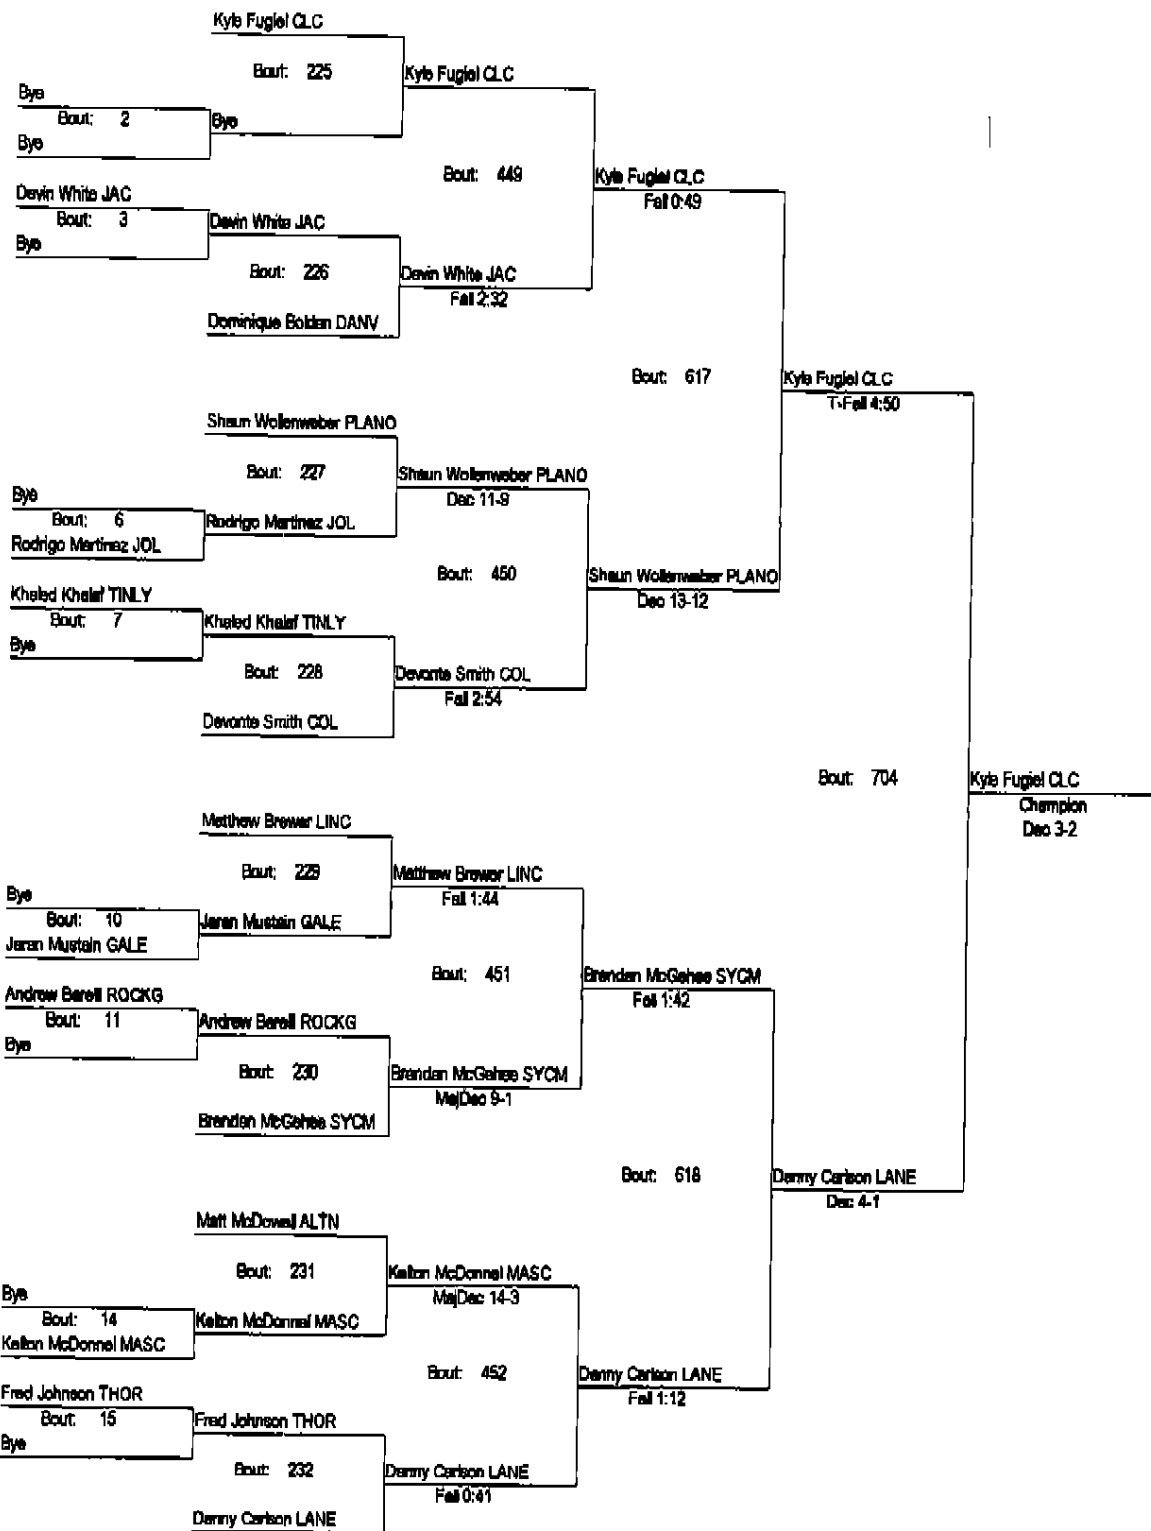 Kyle Fugiel CLC
Bout: 225
Kyle Fugiel CLC
Bye
Bout: 2
Bye
Bye
Bout: 449
Kyle Fugiel CLC
Fall 0:49
Devin White JAC
Bout: 3
Devin White JAC
Bye
Bout: 226
Devin White JAC
Fall 2:32
Dominique Bolden DANV
Bout: 617
Kyle Fugiel CLC
T-Fall 4:50
Shaun Wollenweber PLANO
Bout: 227
Shaun Wollenweber PLANO
Dec 11-9
Bye
Bout: 6
Rodrigo Martinez JOL
Rodrigo Martinez JOL
Bout: 450
Shaun Wollenweber PLANO
Dec 13-12
Khaled Khalaf TINLY
Bout: 7
Khaled Khalaf TINLY
Bye
Bout: 228
Devonte Smith COL
Fall 2:54
Devonte Smith COL
Bout: 704
Kyle Fugiel CLC
Champion
Dec 3-2
Matthew Brewer LINC
Bout: 229
Matthew Brewer LINC
Fall 1:44
Bye
Bout: 10
Jaran Mustain GALE
Jaran Mustain GALE
Bout: 451
Brendan McGehee SYCM
Fall 1:42
Andrew Barell ROCKG
Bout: 11
Andrew Barell ROCKG
Bye
Bout: 230
Brendan McGehee SYCM
MajDec 9-1
Brendan McGehee SYCM
Bout: 618
Danny Carlson LANE
Dec 4-1
Matt McDowell ALTN
Bout: 231
Kelton McDonnel MASC
MajDec 14-3
Bye
Bout: 14
Kelton McDonnel MASC
Kelton McDonnel MASC
Bout: 452
Danny Carlson LANE
Fall 1:12
Fred Johnson THOR
Bout: 15
Fred Johnson THOR
Bye
Bout: 232
Danny Carlson LANE
Fall 0:41
Danny Carlson LANE